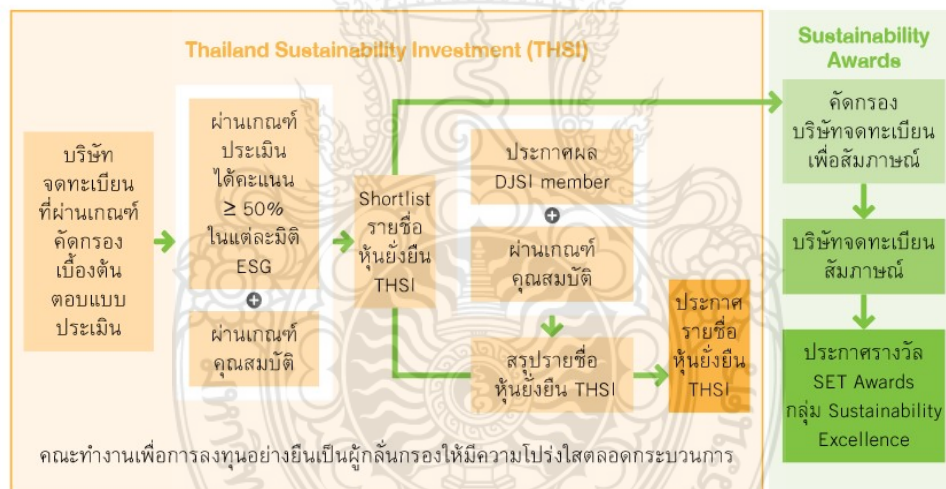 Thailand Sustainability Investment (THSI)
บริษัท
จดทะเบียน
ที่ผ่านเกณฑ์
คัดกรอง
เบื้องต้น
ตอบแบบ
ประเมิน
ผ่านเกณฑ์
ประเมิน
ได้คะแนน
≥ 50%
ในแต่ละมิติ
ESG
+
ผ่านเกณฑ์
คุณสมบัติ
Shortlist
รายชื่อ
หุ้นยั่งยืน
THSI
ประกาศผล
DJSI member
+
ผ่านเกณฑ์
คุณสมบัติ
สรุปรายชื่อ
หุ้นยั่งยืน THSI
ประกาศ
รายชื่อ
หุ้นยั่งยืน
THSI
คณะทำงานเพื่อการลงทุนอย่างยืนเป็นผู้กลั่นกรองให้มีความโปร่งใสตลอดกระบวนการ
Sustainability
Awards
คัดกรอง
บริษัทจดทะเบียน
เพื่อสัมภาษณ์
บริษัทจดทะเบียน
สัมภาษณ์
ประกาศรางวัล
SET Awards
กลุ่ม Sustainability
Excellence